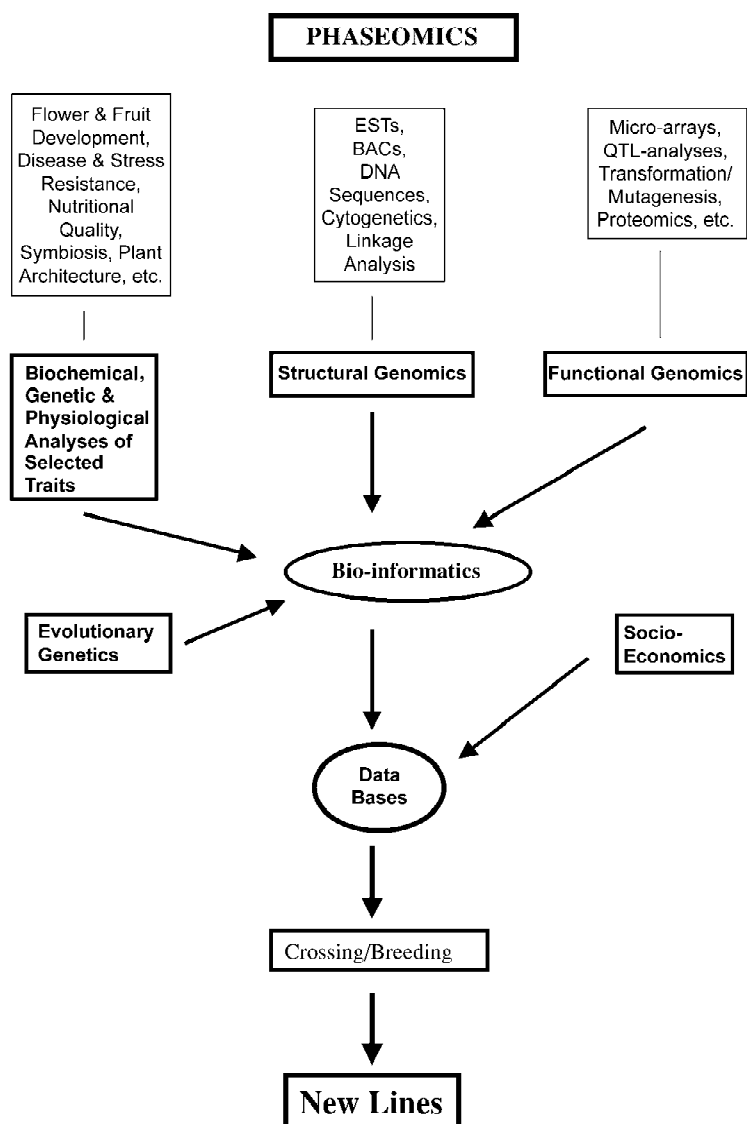 PHASEOMICS
Flower & Fruit
Development,
Disease & Stress
Resistance,
Nutritional
Quality,
Symbiosis, Plant
Architecture, etc.
ESTs,
BACs,
DNA
Sequences,
Cytogenetics,
Linkage
Analysis
Micro-arrays,
QTL-analyses,
Transformation/
Mutagenesis,
Proteomics, etc.
Biochemical,
Genetic &
Physiological
Analyses of
Selected
Traits
Structural Genomics
Functional Genomics
Bio-informatics
Evolutionary
Genetics
Socio-
Economics
Data
Bases
Crossing/Breeding
New Lines